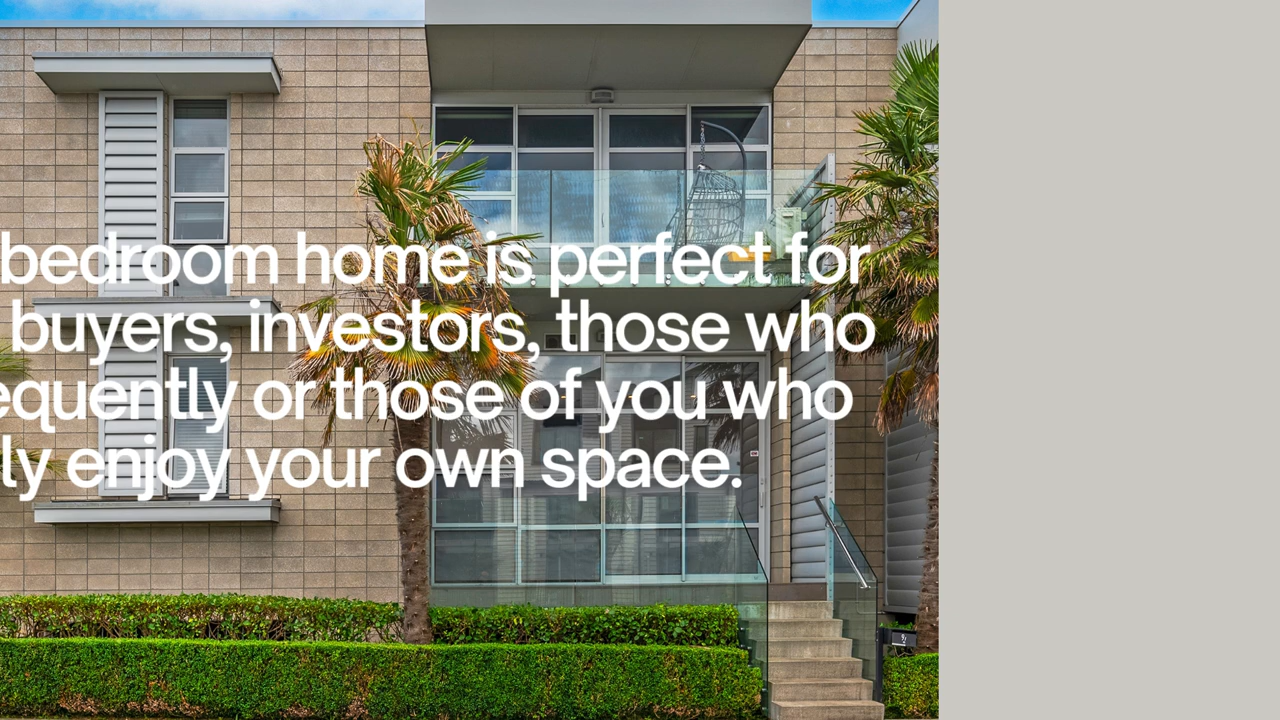 bedroom home is perfect for
buyers, investors, those who
equently or those of you who
ly enjoy your own space.